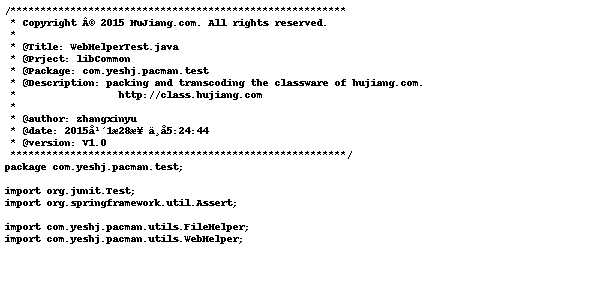 /********************************************************
* Copyright Â© 2015 HuJiang.com. All rights reserved.
*
* @Title: WebHelperTest.java
* @Prject: libCommon
* @Package: com.yeshj.pacman.test
* @Description: packing and transcoding the classware of hujiang.com.
* http://class.hujiang.com
*
* @author: zhangxinyu
* @date: 2015å¹´1æ28æ¥ ä¸å5:24:44
* @version: V1.0
********************************************************/
package com.yeshj.pacman.test;
import org.junit.Test;
import org.springframework.util.Assert;
import com.yeshj.pacman.utils.FileHelper;
import com.yeshj.pacman.utils.WebHelper;